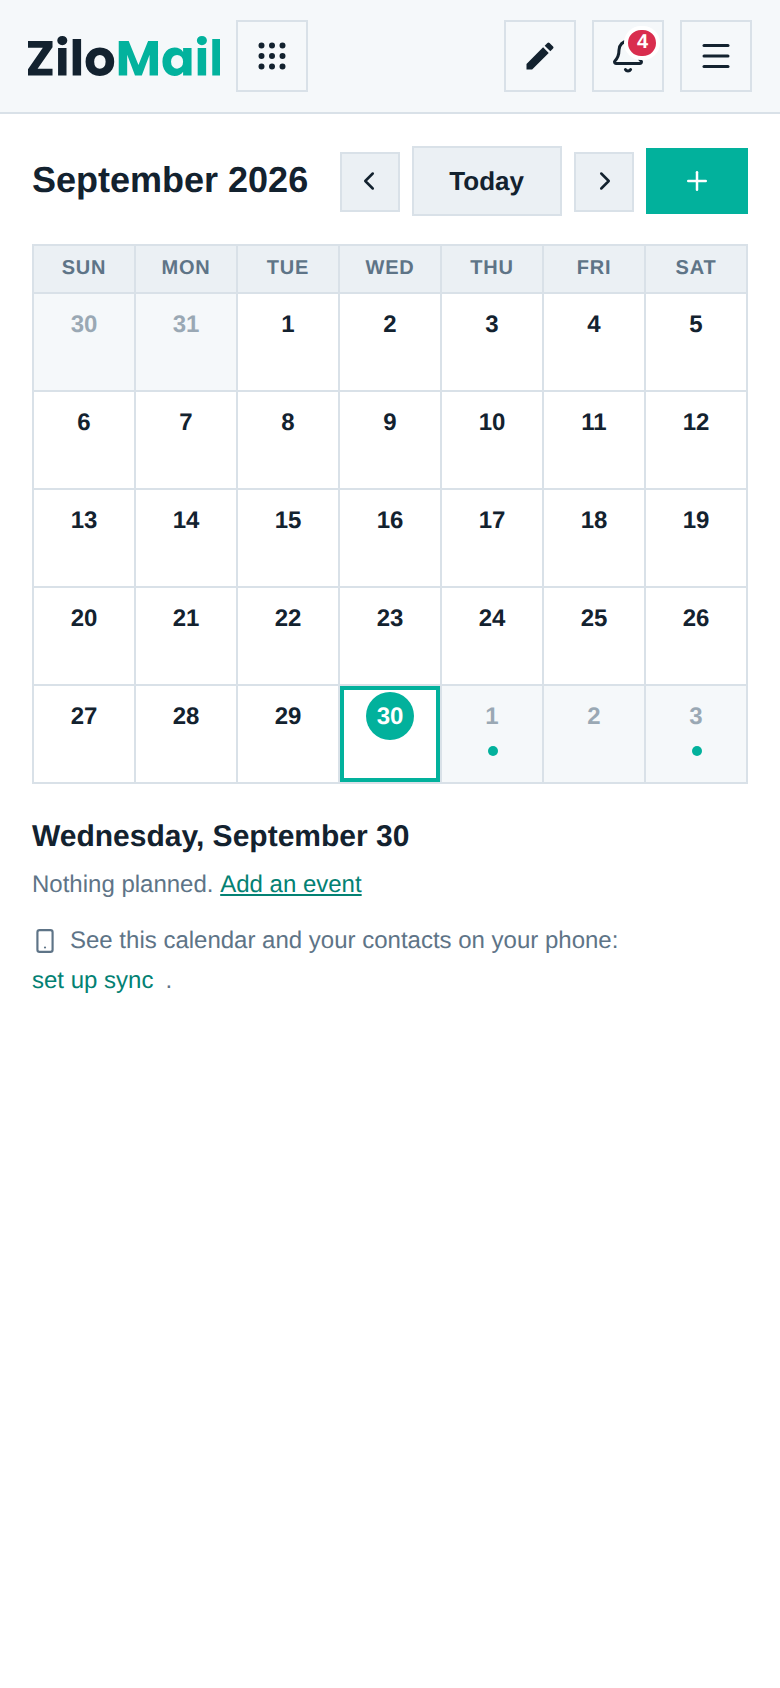 ZiloMail
4
September 2026
Today
SUN MON TUE WED THU FRI SAT
30 31 1 2 3 4 5
6 7 8 9 10 11 12
13 14 15 16 17 18 19
20 21 22 23 24 25 26
27 28 29 30 1 2 3
Wednesday, September 30
Nothing planned. Add an event
See this calendar and your contacts on your phone:
set up sync .